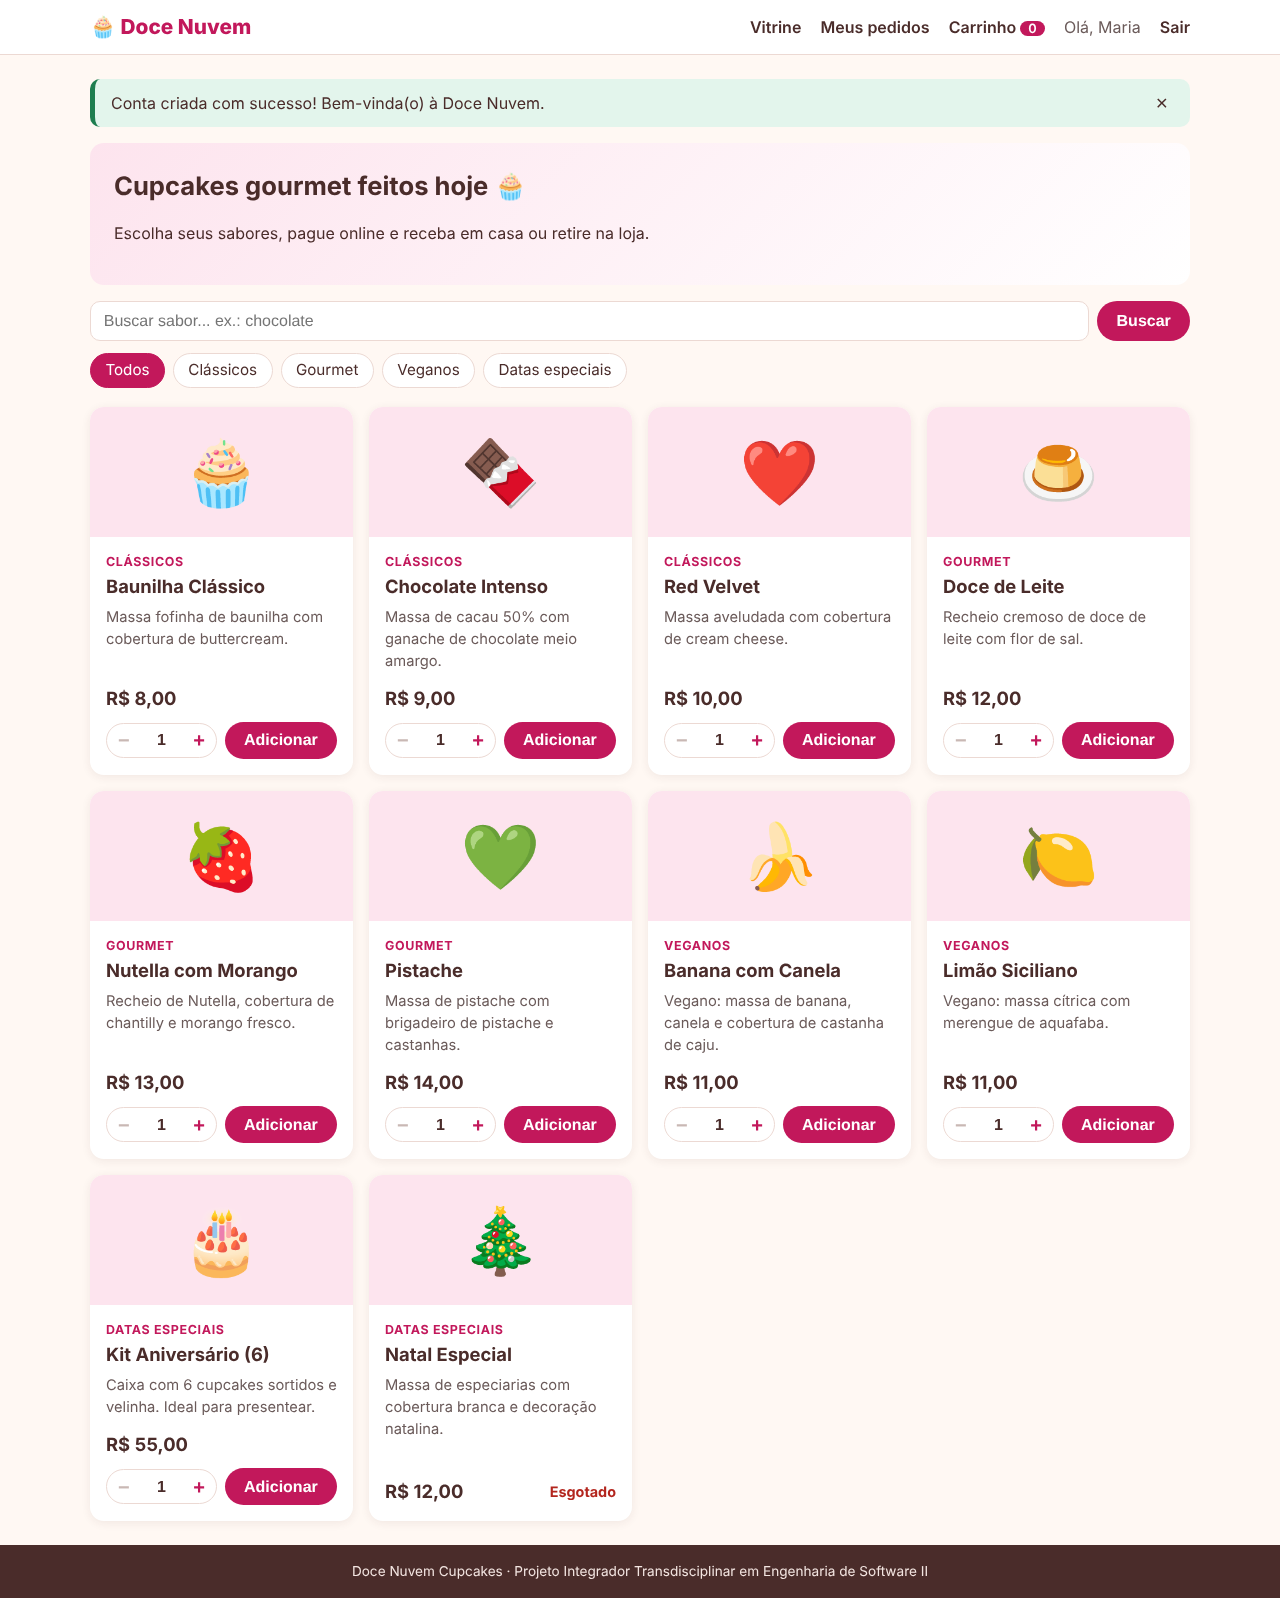 Doce Nuvem
Vitrine Meus pedidos Carrinho 0 Olá, Maria Sair
Conta criada com sucesso! Bem-vinda(o) à Doce Nuvem. ×
Cupcakes gourmet feitos hoje
Escolha seus sabores, pague online e receba em casa ou retire na loja.
Buscar sabor... ex.: chocolate Buscar
Todos Clássicos Gourmet Veganos Datas especiais
CLÁSSICOS
Baunilha Clássico
Massa fofinha de baunilha com
cobertura de buttercream.
R$ 8,00
− 1 + Adicionar
CLÁSSICOS
Chocolate Intenso
Massa de cacau 50% com
ganache de chocolate meio
amargo.
R$ 9,00
− 1 + Adicionar
CLÁSSICOS
Red Velvet
Massa aveludada com cobertura
de cream cheese.
R$ 10,00
− 1 + Adicionar
GOURMET
Doce de Leite
Recheio cremoso de doce de
leite com flor de sal.
R$ 12,00
− 1 + Adicionar
GOURMET
Nutella com Morango
Recheio de Nutella, cobertura de
chantilly e morango fresco.
R$ 13,00
− 1 + Adicionar
GOURMET
Pistache
Massa de pistache com
brigadeiro de pistache e
castanhas.
R$ 14,00
− 1 + Adicionar
VEGANOS
Banana com Canela
Vegano: massa de banana,
canela e cobertura de castanha
de caju.
R$ 11,00
− 1 + Adicionar
VEGANOS
Limão Siciliano
Vegano: massa cítrica com
merengue de aquafaba.
R$ 11,00
− 1 + Adicionar
DATAS ESPECIAIS
Kit Aniversário (6)
Caixa com 6 cupcakes sortidos e
velinha. Ideal para presentear.
R$ 55,00
− 1 + Adicionar
DATAS ESPECIAIS
Natal Especial
Massa de especiarias com
cobertura branca e decoração
natalina.
R$ 12,00 Esgotado
Doce Nuvem Cupcakes · Projeto Integrador Transdisciplinar em Engenharia de Software II